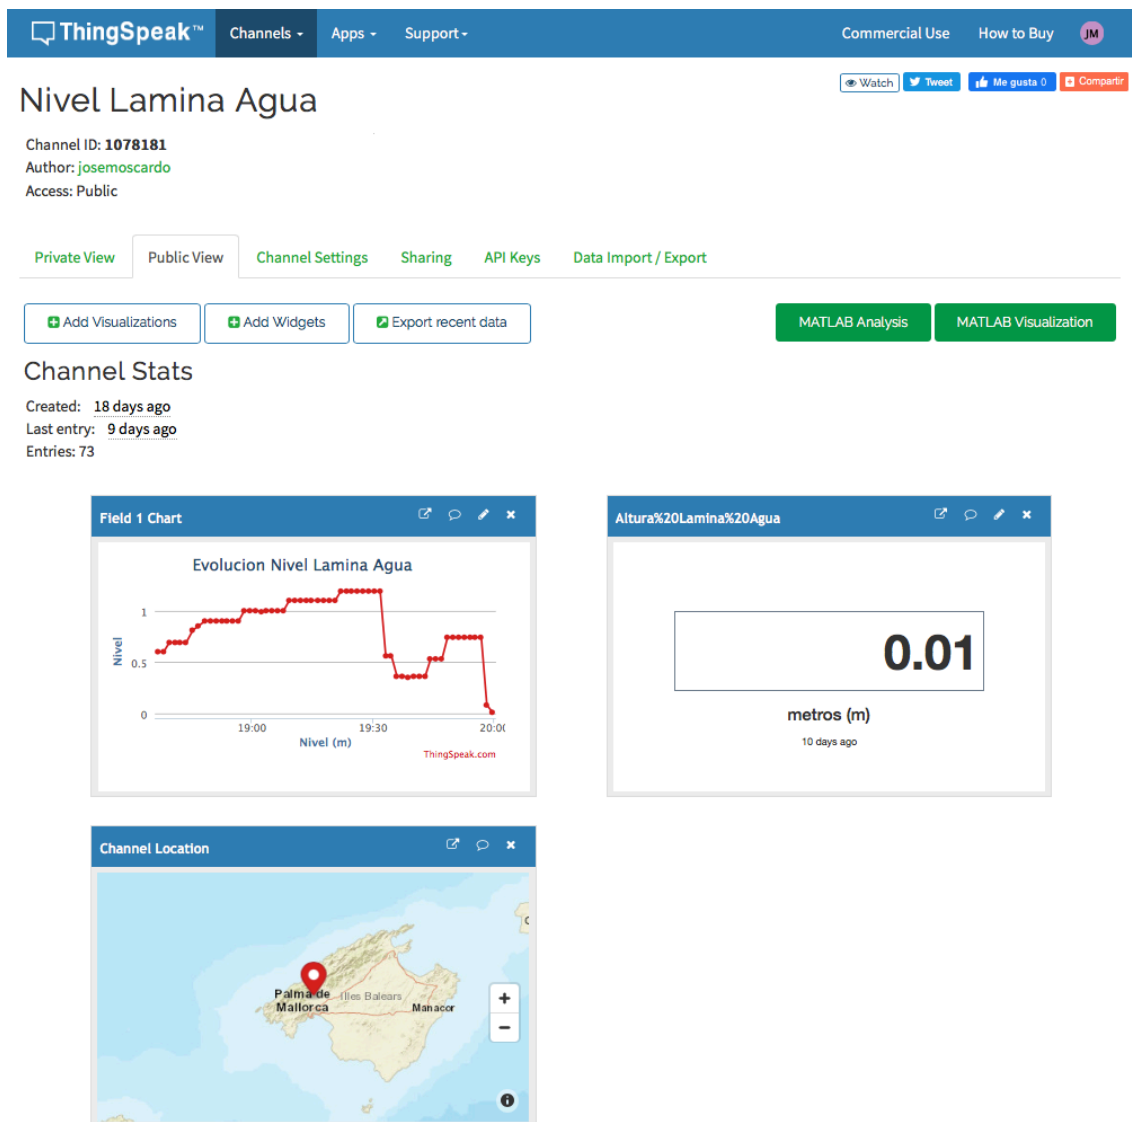 ThingSpeak™ Channels Apps Support Commercial Use How to Buy JM
Watch Tweet Me gusta 0 Compartir
Nivel Lamina Agua
Channel ID: 1078181
Author: josemoscardo
Access: Public
Private View Public View Channel Settings Sharing API Keys Data Import / Export
Add Visualizations Add Widgets Export recent data MATLAB Analysis MATLAB Visualization
Channel Stats
Created: 18 days ago
Last entry: 9 days ago
Entries: 73
Field 1 Chart
Evolucion Nivel Lamina Agua
1
0.5
0
Nivel
19:00 19:30 20:0
Nivel (m)
ThingSpeak.com
Altura%20Lamina%20Agua
0.01
metros (m)
10 days ago
Channel Location
Palma de Mallorca
Illes Balears
Manacor
+
−